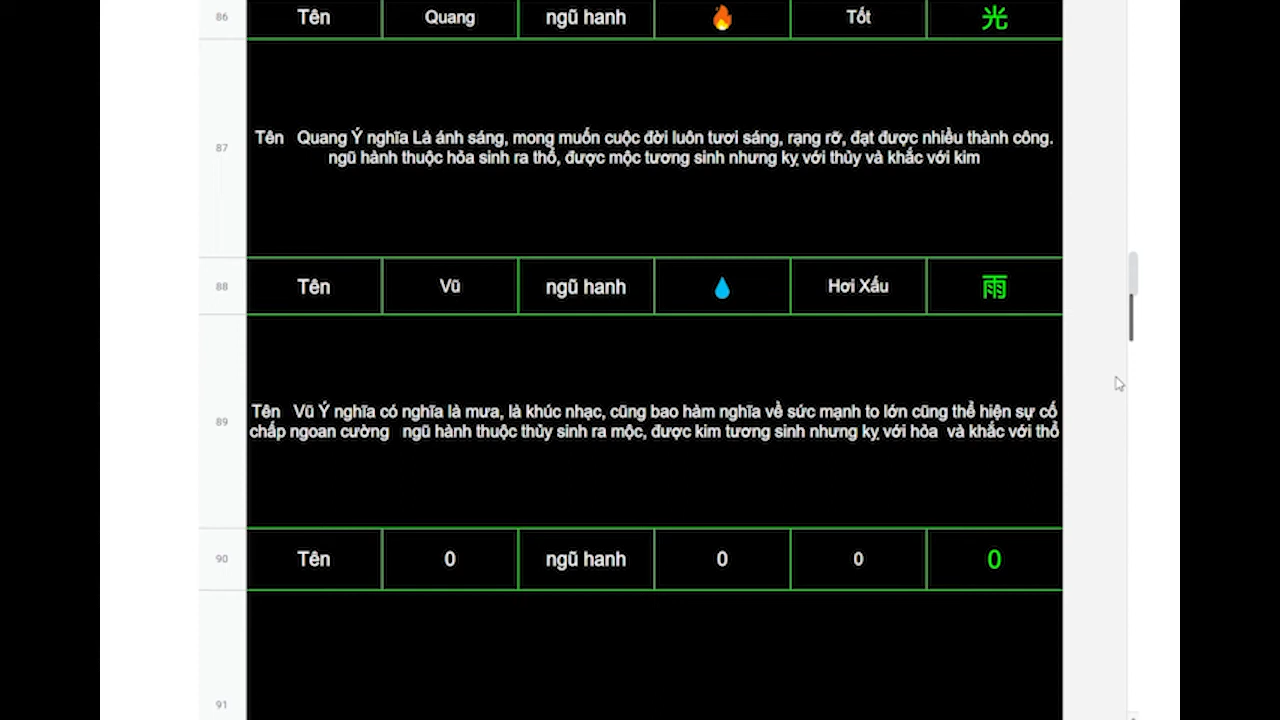 86 Tên Quang ngũ hanh Tốt 光
87
Tên Quang Ý nghĩa Là ánh sáng, mong muốn cuộc đời luôn tươi sáng, rạng rỡ, đạt được nhiều thành công.
ngũ hành thuộc hỏa sinh ra thổ, được mộc tương sinh nhưng kỵ với thủy và khắc với kim
88 Tên Vũ ngũ hanh Hơi Xấu 雨
89
Tên Vũ Ý nghĩa có nghĩa là mưa, là khúc nhạc, cũng bao hàm nghĩa về sức mạnh to lớn cũng thể hiện sự cố
chấp ngoan cường ngũ hành thuộc thủy sinh ra mộc, được kim tương sinh nhưng kỵ với hỏa và khắc với thổ
90 Tên 0 ngũ hanh 0 0 0
91